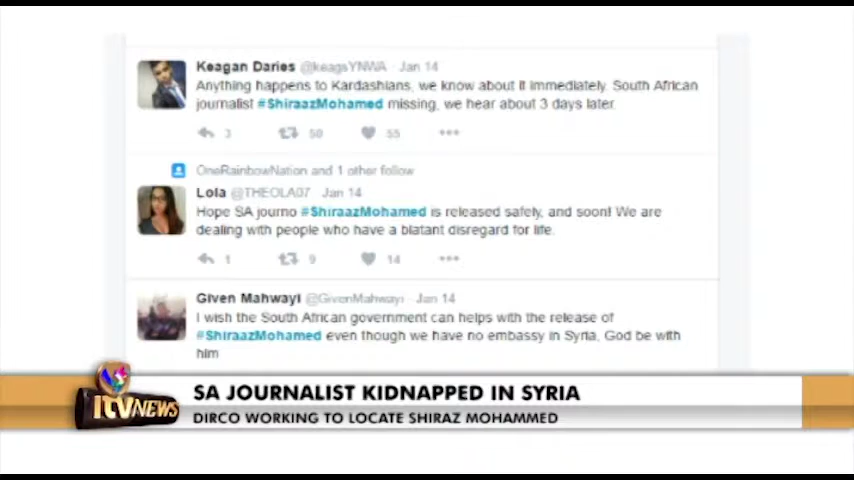 Keagan Daries @keagsYNWA · Jan 14
Anything happens to Kardashians, we know about it immediately. South African
journalist #ShiraazMohamed missing, we hear about 3 days later
3 50 55
OneRainbowNation and 1 other follow
Lola @THEOLA07 · Jan 14
Hope SA journo #ShiraazMohamed is released safely, and soon! We are
dealing with people who have a blatant disregard for life.
1 9 14
Given Mahwayi @GivenMahwayi · Jan 14
I wish the South African government can helps with the release of
#ShiraazMohamed even though we have no embassy in Syria, God be with
him
SA JOURNALIST KIDNAPPED IN SYRIA
ITV NEWS
DIRCO WORKING TO LOCATE SHIRAZ MOHAMMED